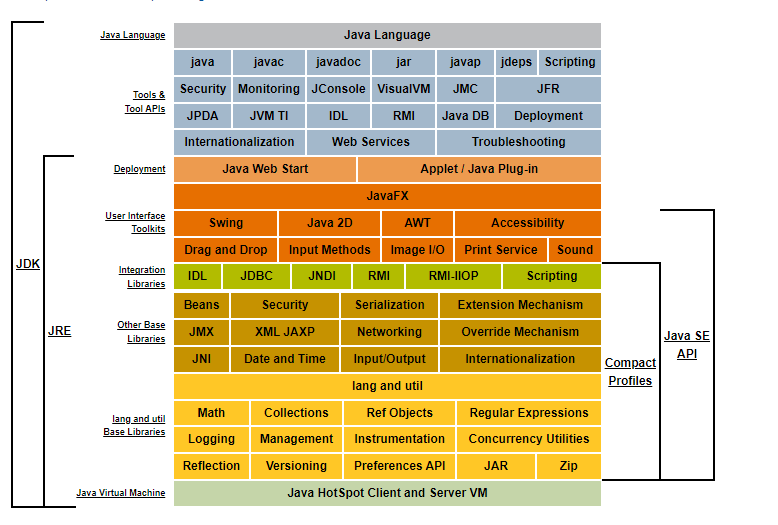 Java Language
Java Language
java javac javadoc jar javap jdeps Scripting
Tools &
Tool APIs
Security Monitoring JConsole VisualVM JMC JFR
JPDA JVM TI IDL RMI Java DB Deployment
Internationalization Web Services Troubleshooting
Deployment
Java Web Start Applet / Java Plug-in
JavaFX
User Interface
Toolkits
Swing Java 2D AWT Accessibility
Drag and Drop Input Methods Image I/O Print Service Sound
Integration
Libraries
IDL JDBC JNDI RMI RMI-IIOP Scripting
JDK
Beans Security Serialization Extension Mechanism
Other Base
Libraries
JMX XML JAXP Networking Override Mechanism
JRE
Java SE
API
JNI Date and Time Input/Output Internationalization
Compact
Profiles
lang and util
lang and util
Base Libraries
Math Collections Ref Objects Regular Expressions
Logging Management Instrumentation Concurrency Utilities
Reflection Versioning Preferences API JAR Zip
Java Virtual Machine
Java HotSpot Client and Server VM